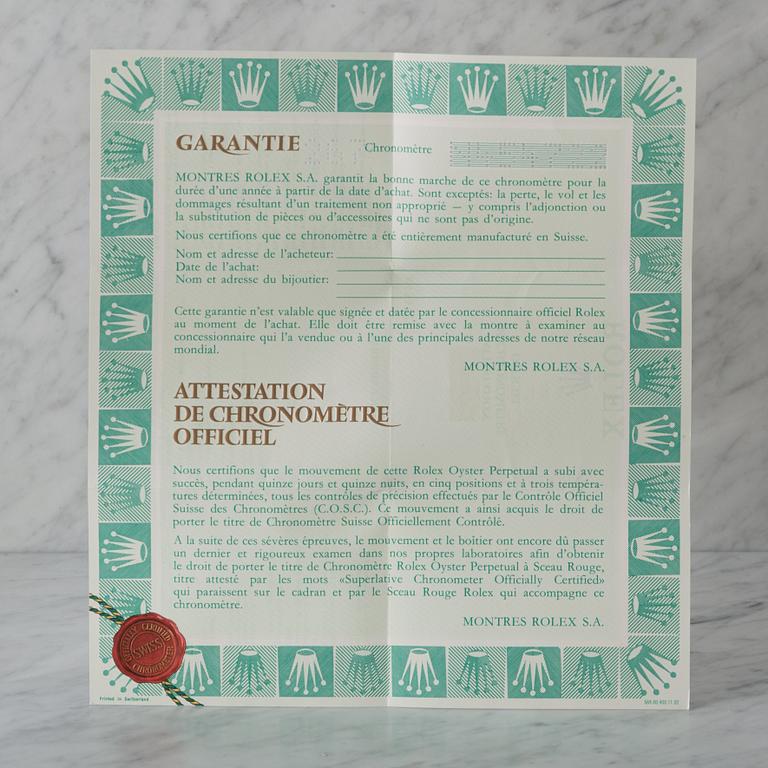 GARANTIE Chronomètre
MONTRES ROLEX S.A. garantit la bonne marche de ce chronomètre pour la
durée d'une année à partir de la date d'achat. Sont exceptés: la perte, le vol et les
dommages résultant d'un traitement non approprié – y compris l'adjonction ou
la substitution de pièces ou d'accessoires qui ne sont pas d'origine.
Nous certifions que ce chronomètre a été entièrement manufacturé en Suisse.
Nom et adresse de l'acheteur:
Date de l'achat:
Nom et adresse du bijoutier:
Cette garantie n'est valable que signée et datée par le concessionnaire officiel Rolex
au moment de l'achat. Elle doit être remise avec la montre à examiner au
concessionnaire qui l'a vendue ou à l'une des principales adresses de notre réseau
mondial.
MONTRES ROLEX S.A.
ATTESTATION
DE CHRONOMÈTRE
OFFICIEL
Nous certifions que le mouvement de cette Rolex Oyster Perpetual a subi avec
succès, pendant quinze jours et quinze nuits, en cinq positions et à trois tempéra-
tures déterminées, tous les contrôles de précision effectués par le Contrôle Officiel
Suisse des Chronomètres (C.O.S.C.). Ce mouvement a ainsi acquis le droit de
porter le titre de Chronomètre Suisse Officiellement Contrôlé.
A la suite de ces sévères épreuves, le mouvement et le boîtier ont encore dû passer
un dernier et rigoureux examen dans nos propres laboratoires afin d'obtenir
le droit de porter le titre de Chronomètre Rolex Oyster Perpetual à Sceau Rouge,
titre attesté par les mots «Superlative Chronometer Officially Certified»
qui paraissent sur le cadran et par le Sceau Rouge Rolex qui accompagne ce
chronomètre.
MONTRES ROLEX S.A.
OFFICIALLY CERTIFIED
SWISS
CHRONOMETER
Printed in Switzerland